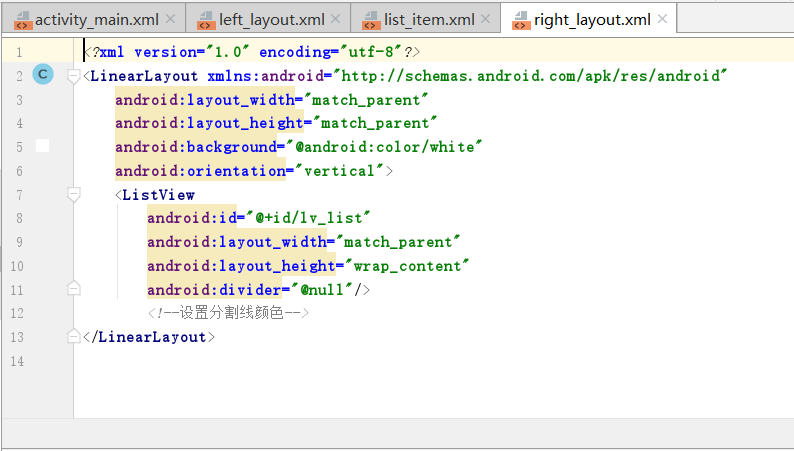 activity_main.xml left_layout.xml list_item.xml right_layout.xml
1 <?xml version="1.0" encoding="utf-8"?>
2 C <LinearLayout xmlns:android="http://schemas.android.com/apk/res/android"
3 android:layout_width="match_parent"
4 android:layout_height="match_parent"
5 android:background="@android:color/white"
6 android:orientation="vertical">
7 <ListView
8 android:id="@+id/lv_list"
9 android:layout_width="match_parent"
10 android:layout_height="wrap_content"
11 android:divider="@null"/>
12 <!--设置分割线颜色-->
13 </LinearLayout>
14